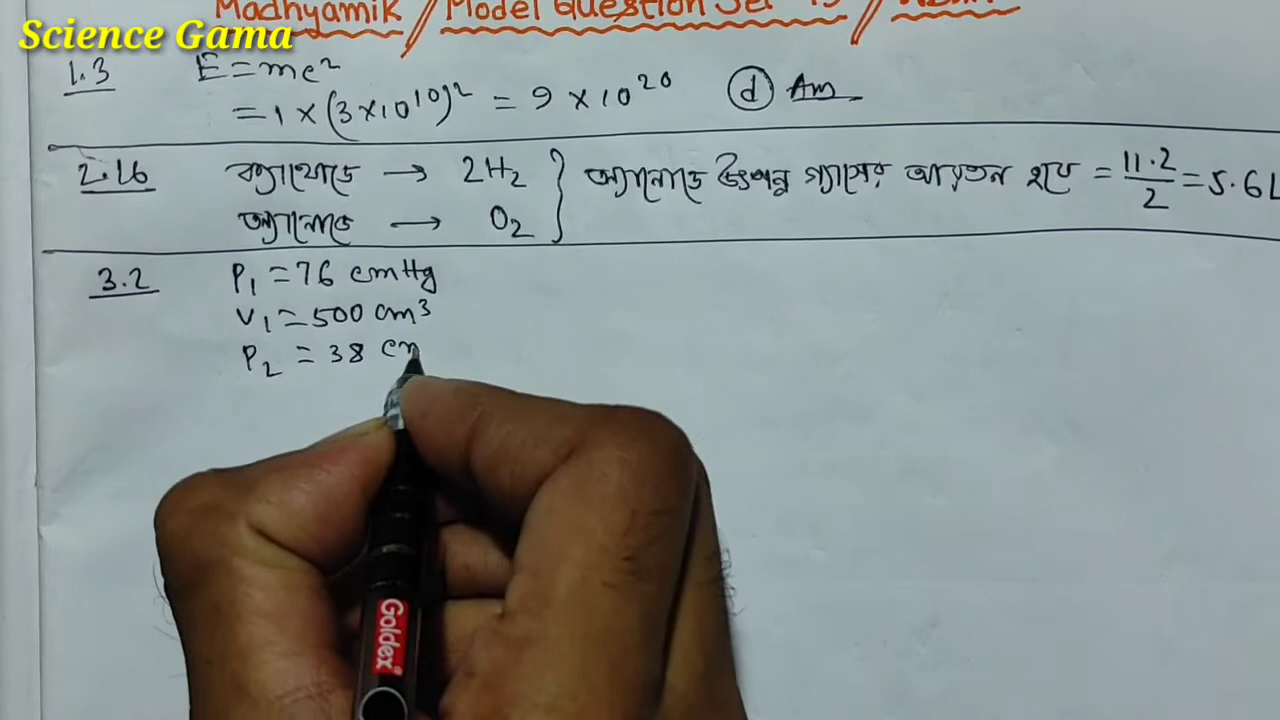 Madhyamik / Model Question Set
Science Gama
1.3 E = mc²
= 1 × (3 × 10¹⁰)² = 9 × 10²⁰ (d) Am
2.16 ক্যাথোডে → 2H₂ } অ্যানোডে উৎপন্ন গ্যাসের আয়তন হবে = 11.2/2 = 5.6L
অ্যানোডে → O₂
3.2 P₁ = 76 cmHg
V₁ = 500 cm³
P₂ = 38 cm
Goldex